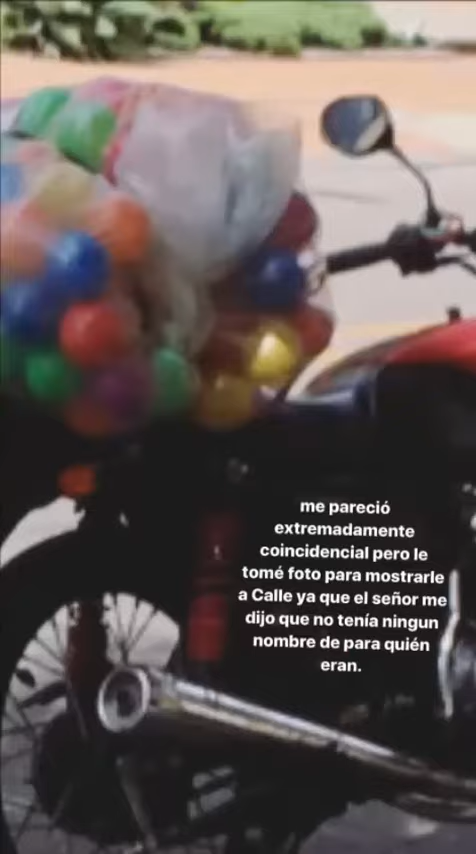 me pareció
extremadamente
coincidencial pero le
tomé foto para mostrarle
a Calle ya que el señor me
dijo que no tenía ningun
nombre de para quién
eran.